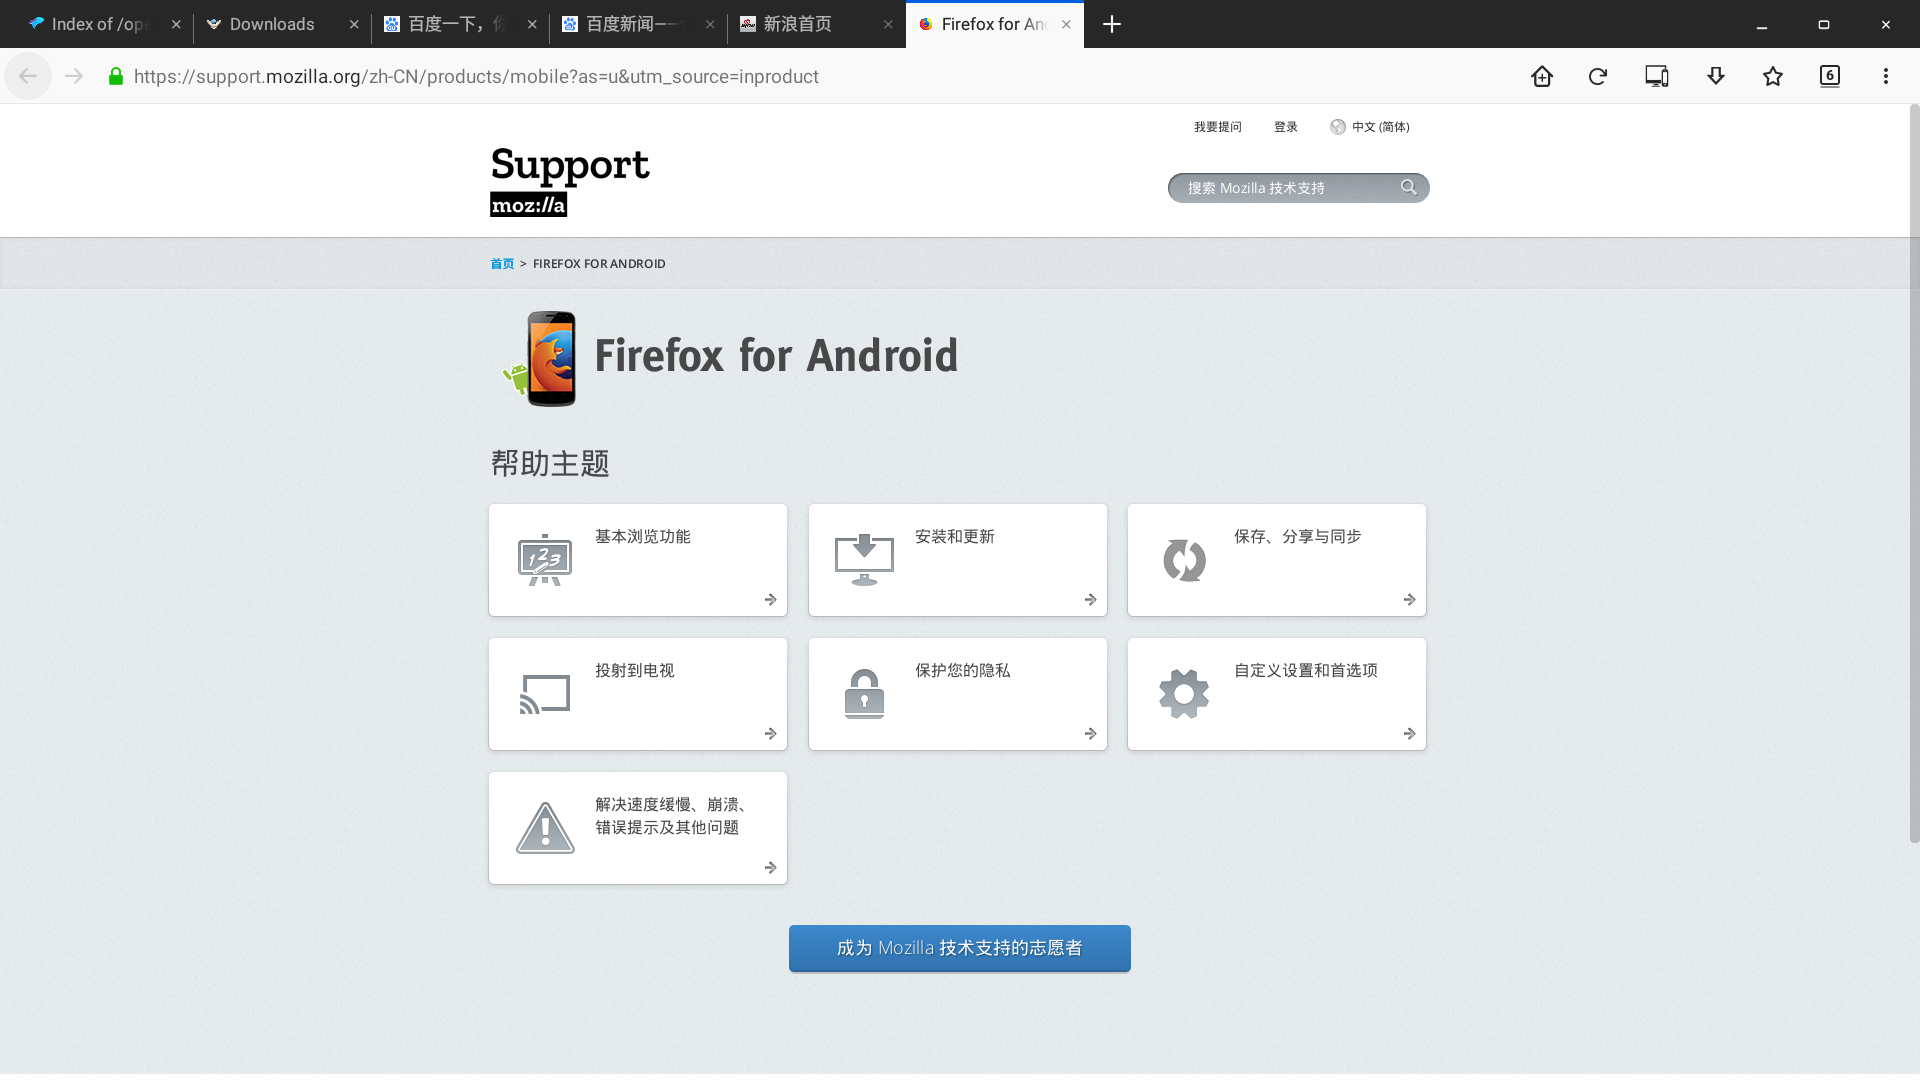 Index of /ope
Downloads
百度一下，你
百度新闻——
新浪首页
Firefox for An
https://support.mozilla.org/zh-CN/products/mobile?as=u&utm_source=inproduct
6
我要提问
登录
中文 (简体)
Support
moz://a
搜索 Mozilla 技术支持
首页 > FIREFOX FOR ANDROID
Firefox for Android
帮助主题
123
基本浏览功能
安装和更新
保存、分享与同步
投射到电视
保护您的隐私
自定义设置和首选项
解决速度缓慢、崩溃、
错误提示及其他问题
成为 Mozilla 技术支持的志愿者